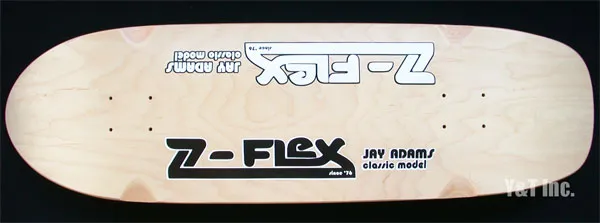 Z-FLEX
since '76
JAY ADAMS
classic model
Z-FLEX
since '76
JAY ADAMS
classic model
Y&T Inc.